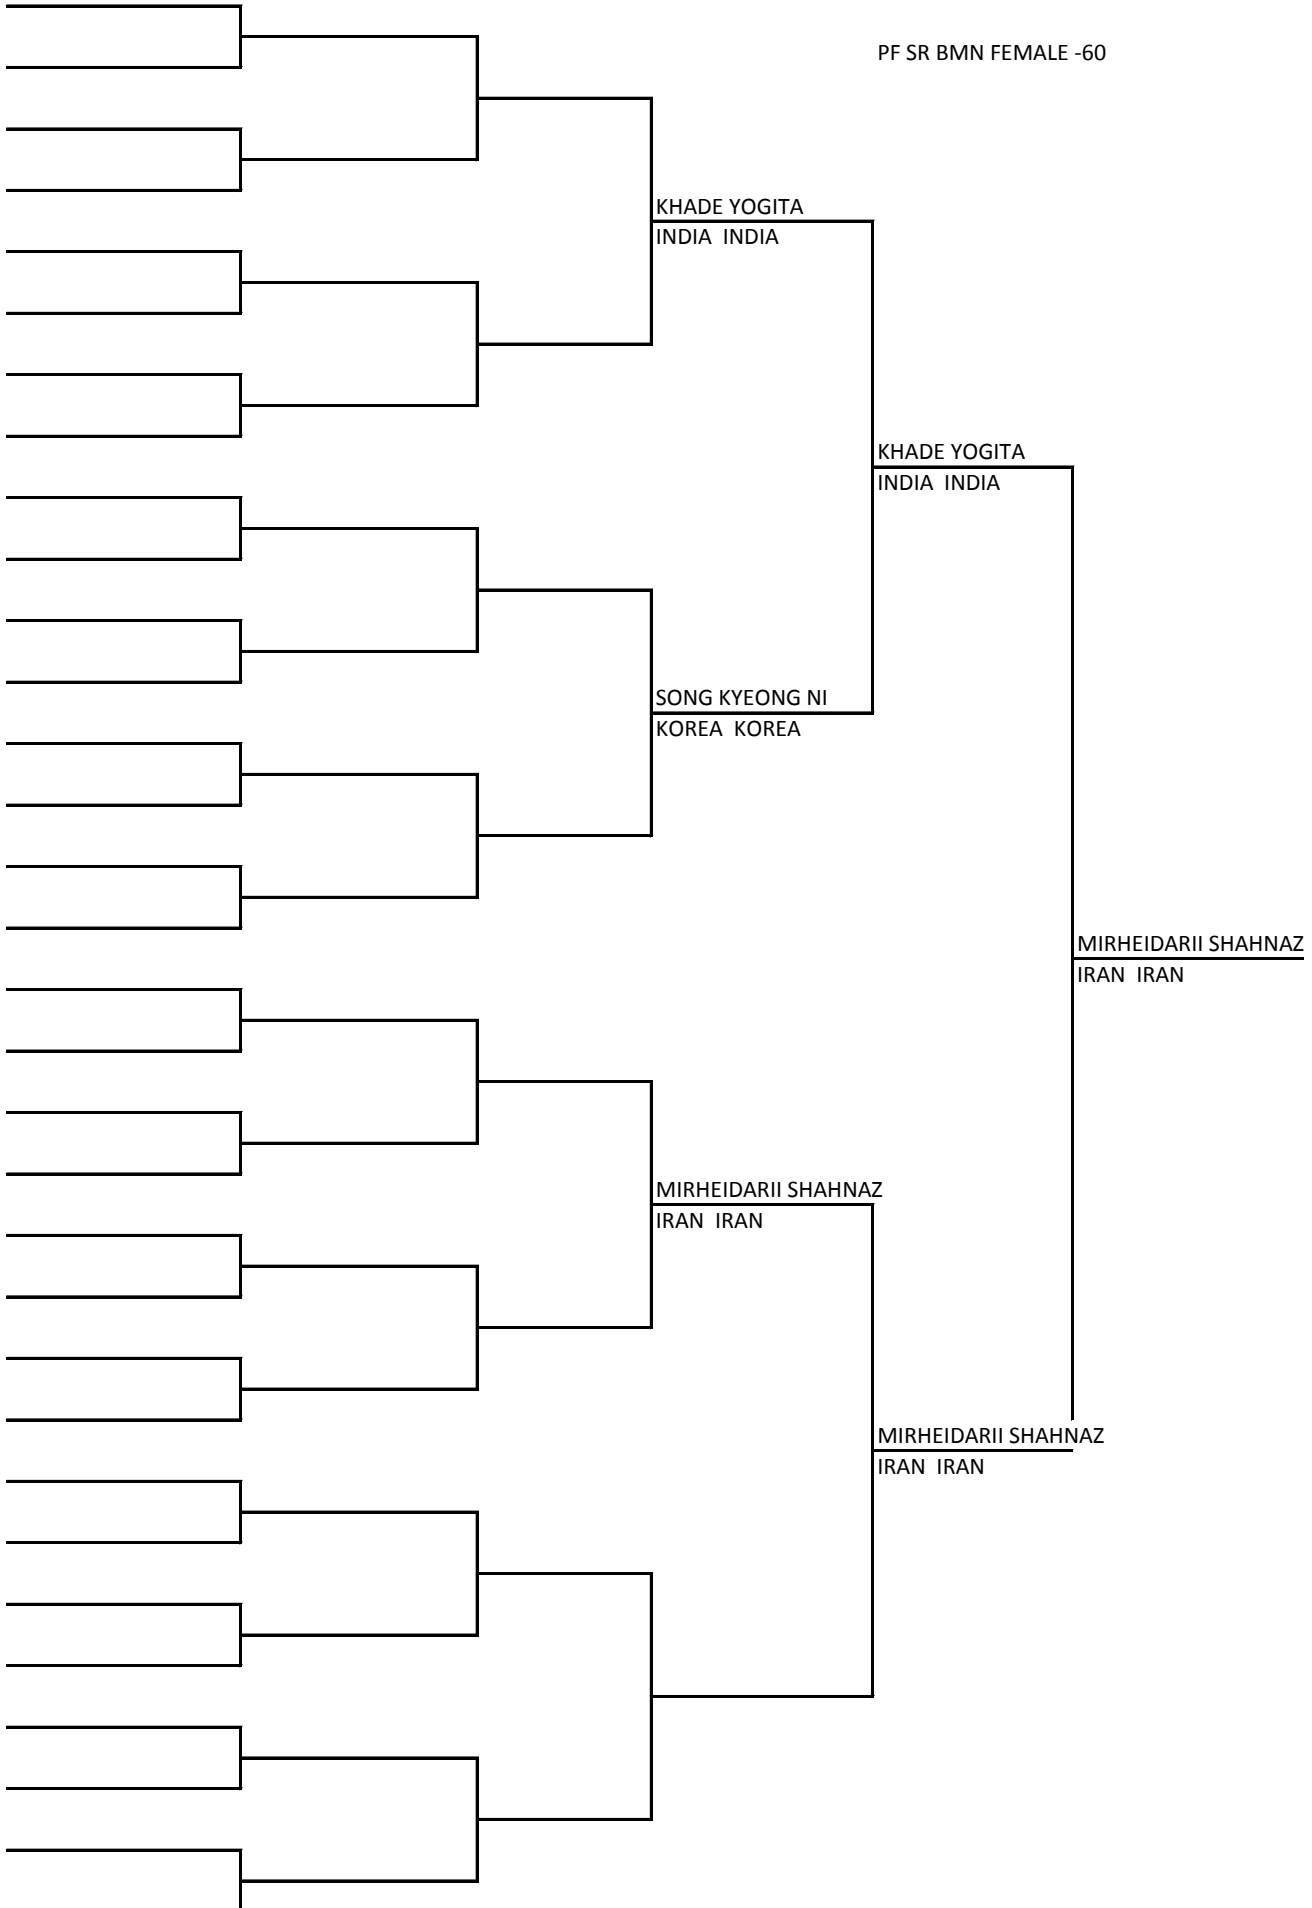 PF SR BMN FEMALE -60
KHADE YOGITA
INDIA  INDIA
KHADE YOGITA
INDIA  INDIA
SONG KYEONG NI
KOREA  KOREA
MIRHEIDARII SHAHNAZ
IRAN  IRAN
MIRHEIDARII SHAHNAZ
IRAN  IRAN
MIRHEIDARII SHAHNAZ
IRAN  IRAN